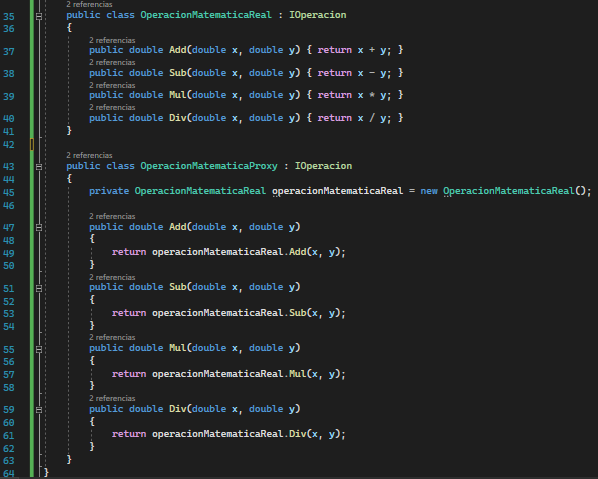 2 referencias
35 public class OperacionMatematicaReal : IOperacion
36 {
2 referencias
37 public double Add(double x, double y) { return x + y; }
2 referencias
38 public double Sub(double x, double y) { return x - y; }
2 referencias
39 public double Mul(double x, double y) { return x * y; }
2 referencias
40 public double Div(double x, double y) { return x / y; }
41 }
42
2 referencias
43 public class OperacionMatematicaProxy : IOperacion
44 {
45 private OperacionMatematicaReal operacionMatematicaReal = new OperacionMatematicaReal();
46
2 referencias
47 public double Add(double x, double y)
48 {
49 return operacionMatematicaReal.Add(x, y);
50 }
2 referencias
51 public double Sub(double x, double y)
52 {
53 return operacionMatematicaReal.Sub(x, y);
54 }
2 referencias
55 public double Mul(double x, double y)
56 {
57 return operacionMatematicaReal.Mul(x, y);
58 }
2 referencias
59 public double Div(double x, double y)
60 {
61 return operacionMatematicaReal.Div(x, y);
62 }
63 }
64 }